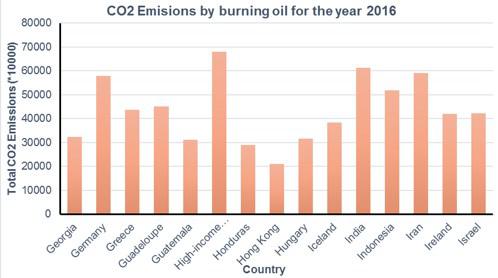 CO2 Emisions by burning oil for the year 2016
Total CO2 Emissions (*10000)
80000
70000
60000
50000
40000
30000
20000
10000
0
Georgia
Germany
Greece
Guadeloupe
Guatemala
High-income...
Honduras
Hong Kong
Hungary
Iceland
India
Indonesia
Iran
Ireland
Israel
Country